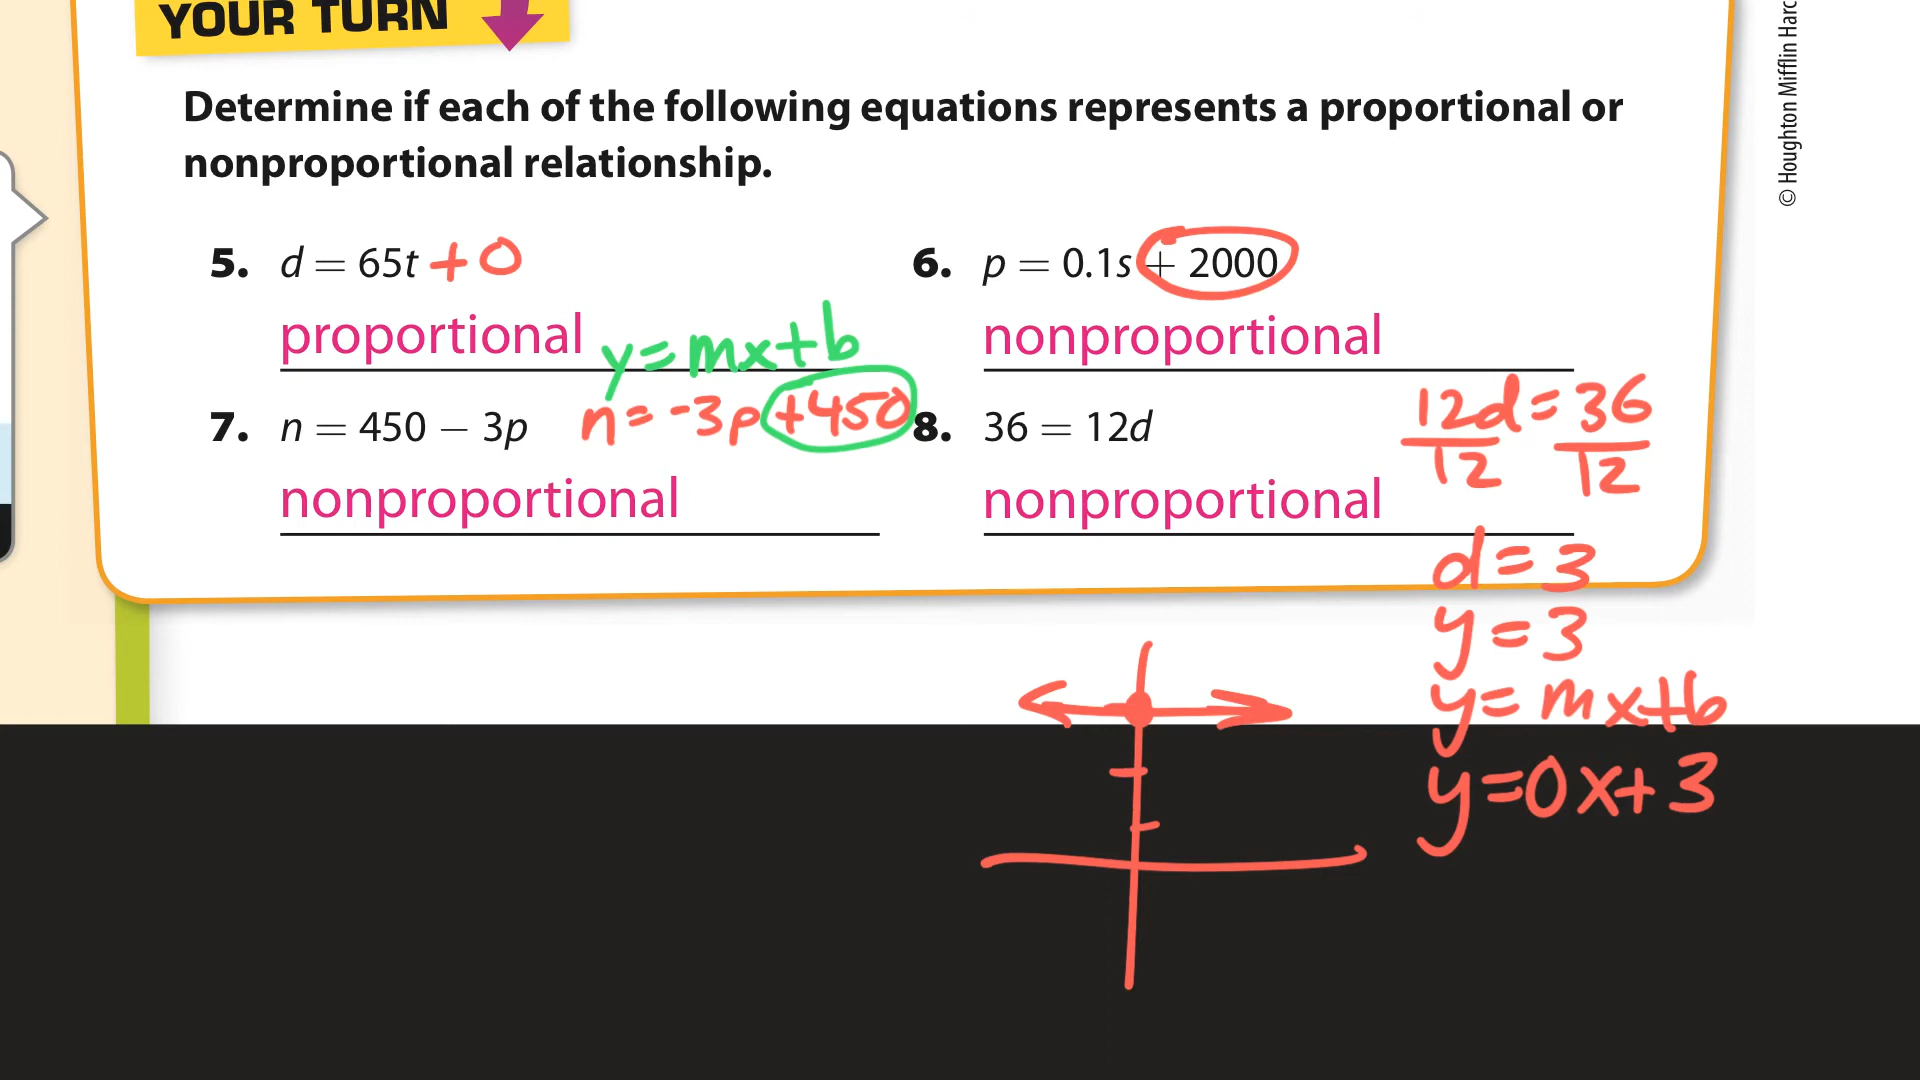 YOUR TURN
Determine if each of the following equations represents a proportional or
nonproportional relationship.
5. d = 65t + 0
proportional
6. p = 0.1s + 2000
nonproportional
y = mx + b
7. n = 450 − 3p
n = -3p + 450
nonproportional
8. 36 = 12d
nonproportional
12d = 36
12 12
d = 3
y = 3
y = mx + b
y = 0x + 3
© Houghton Mifflin Harc